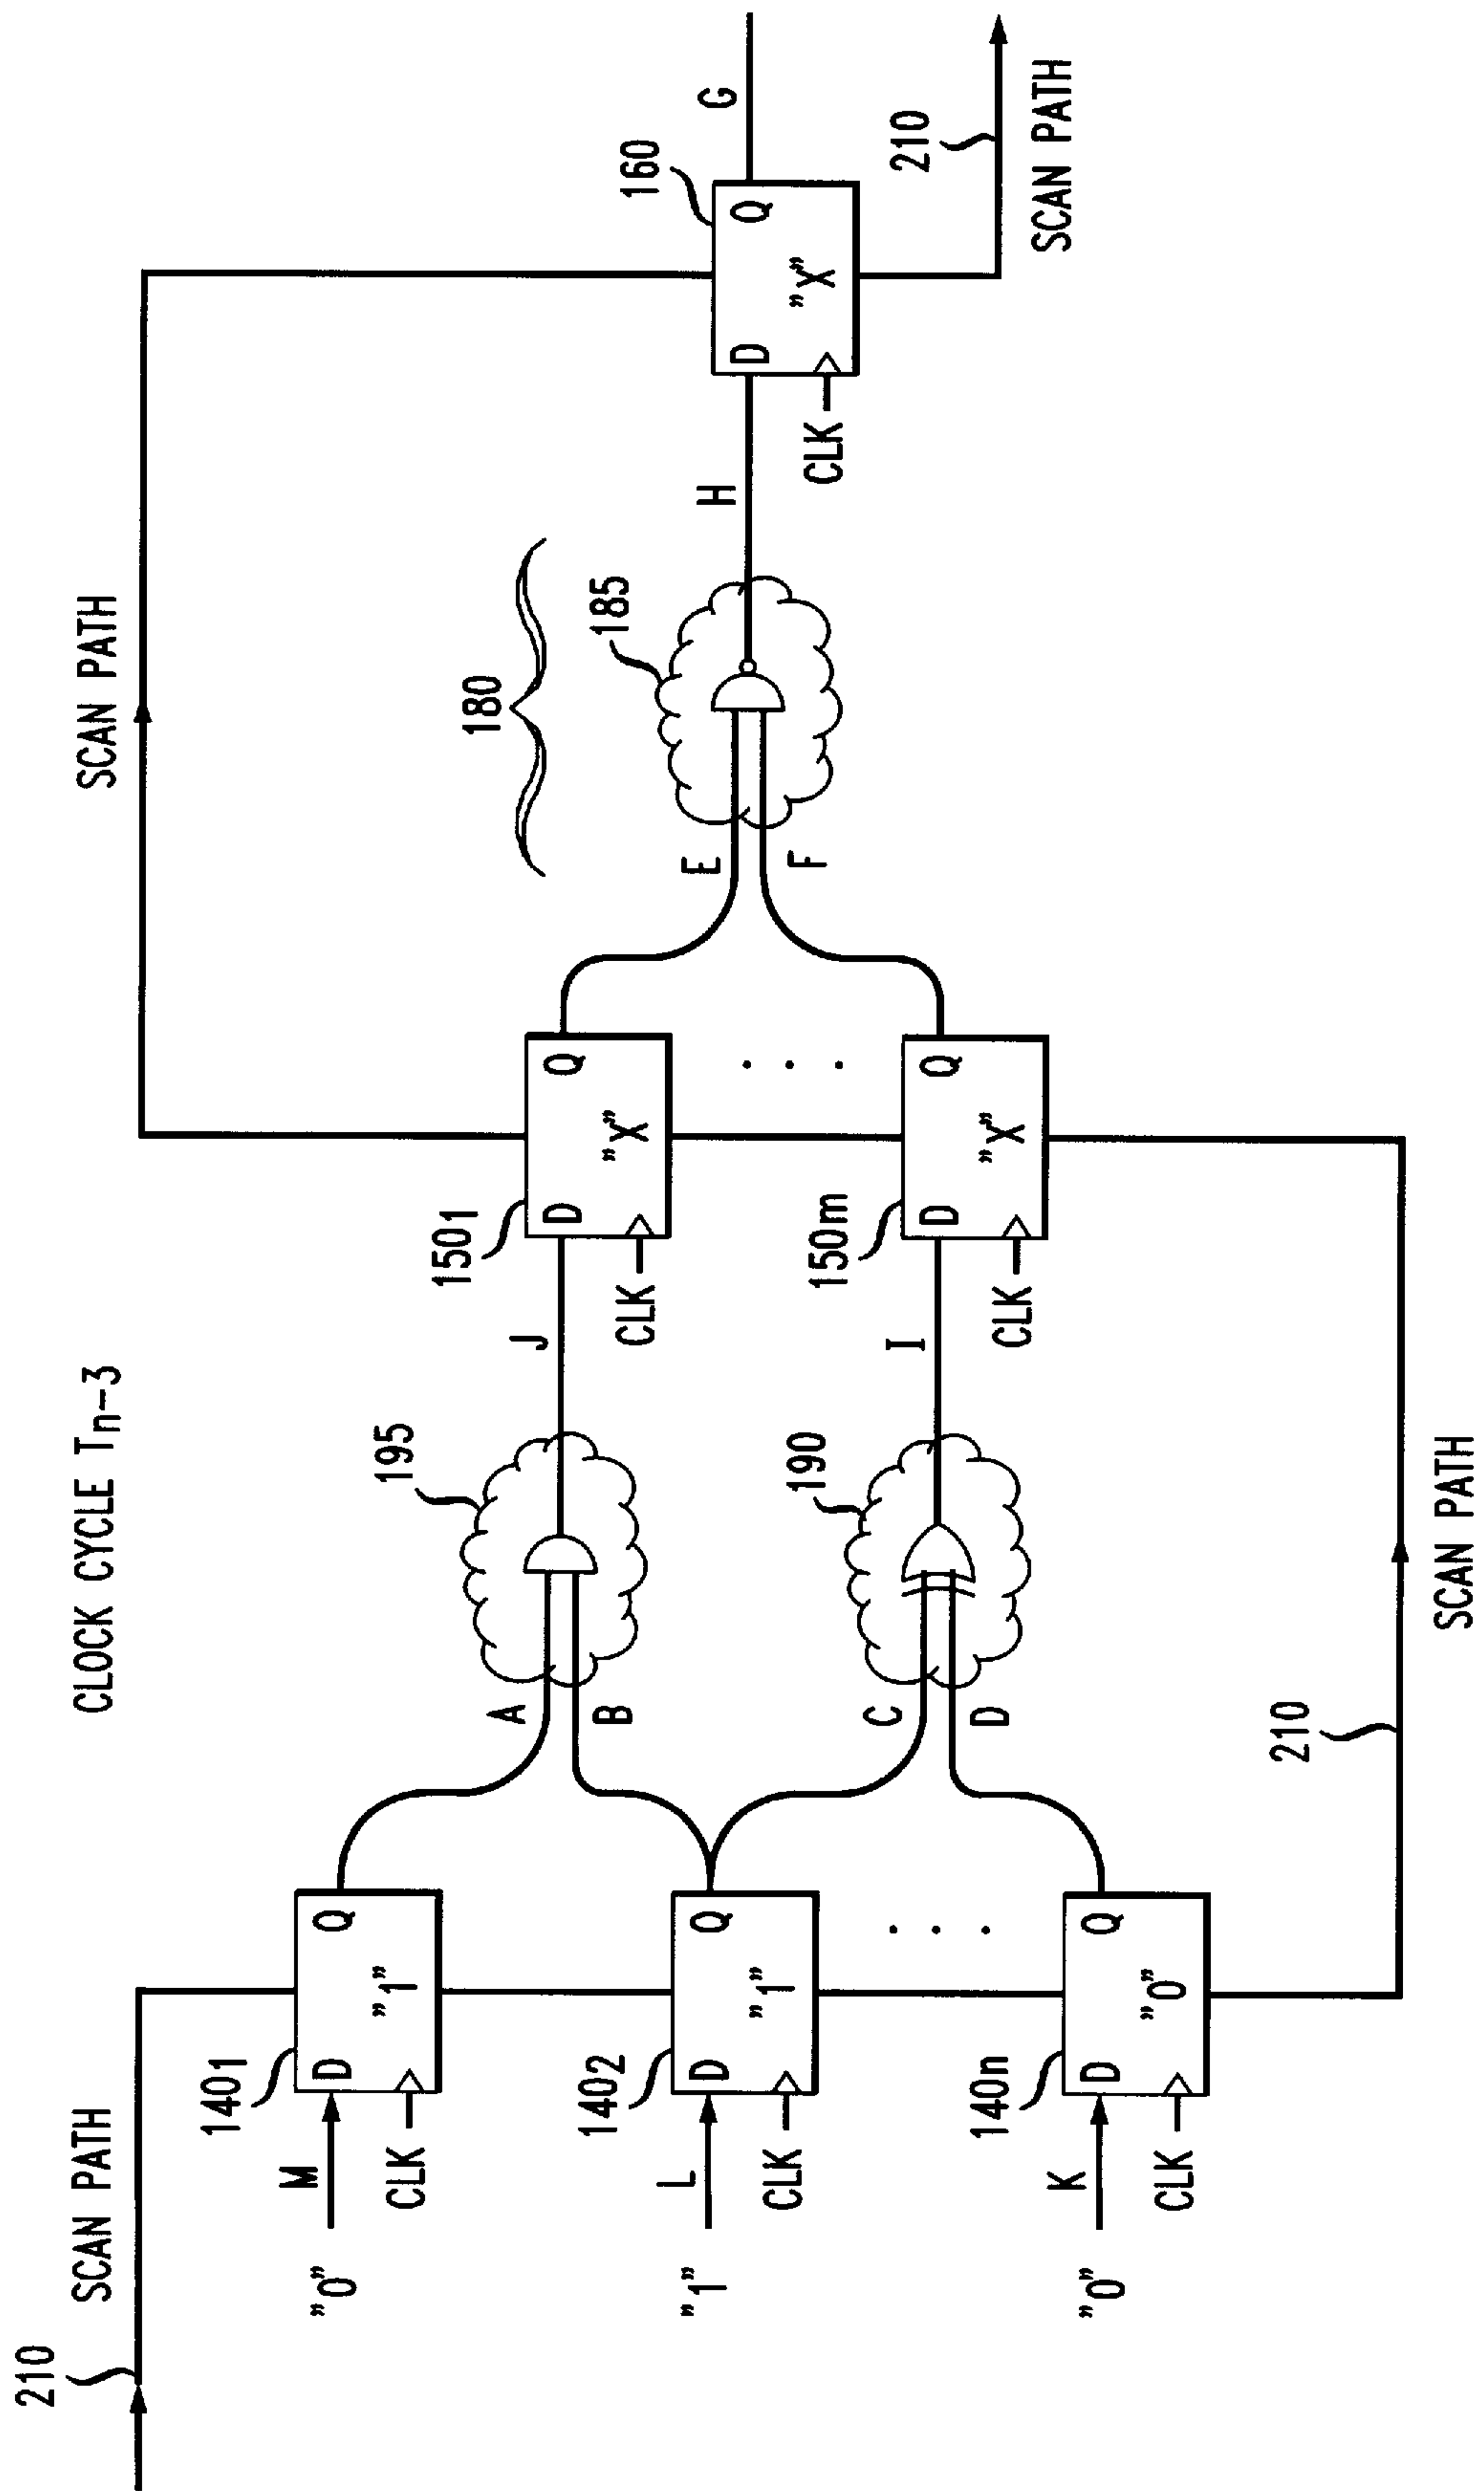 CLOCK CYCLE Tn-3
210
SCAN PATH
SCAN PATH
"0"
M
CLK
140₁
D
Q
"1"
"1"
L
CLK
140₂
D
Q
"1"
"0"
K
CLK
140n
D
Q
"0"
A
B
195
J
C
D
190
I
210
SCAN PATH
150₁
D
Q
"X"
CLK
150m
D
Q
"X"
CLK
E
F
180
185
H
160
D
Q
"X"
CLK
G
210
SCAN PATH